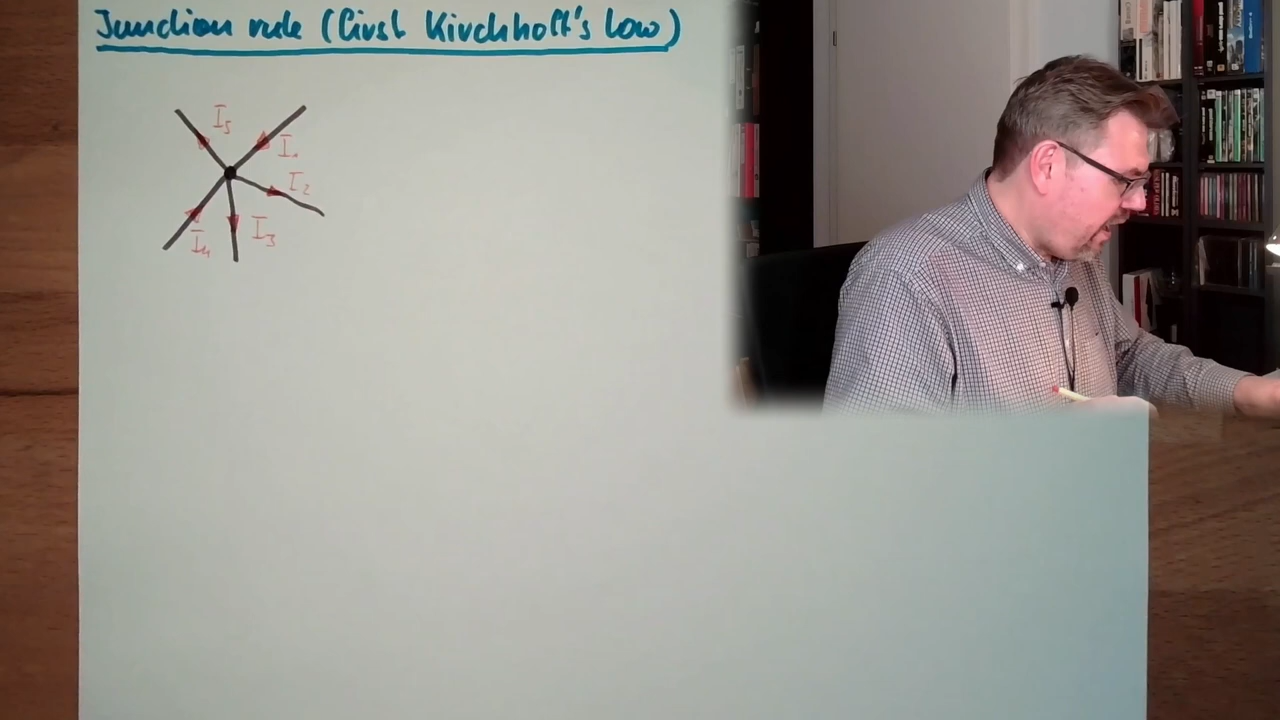 Junction rule (first Kirchhoff's law)
I₅
I₁
I₂
I₃
I₄